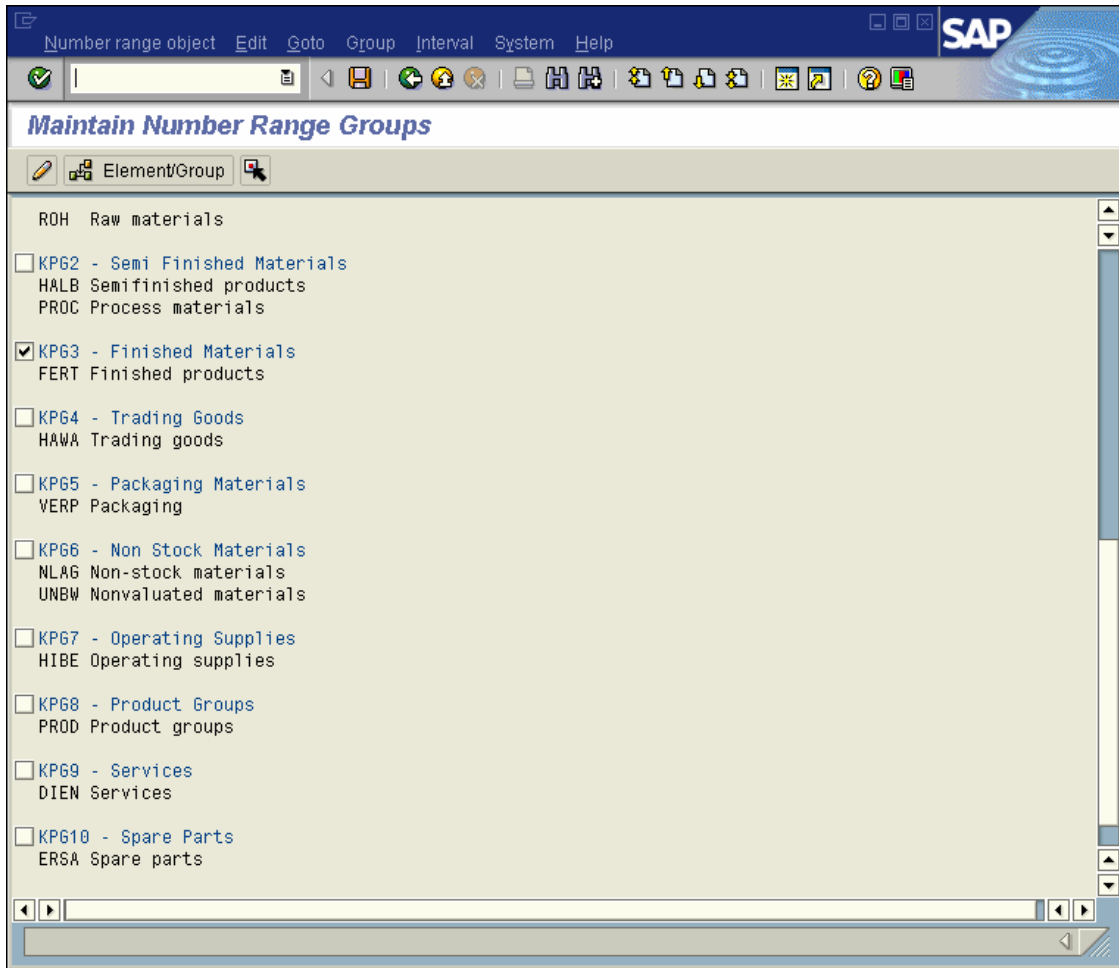 Number range object Edit Goto Group Interval System Help
SAP
Maintain Number Range Groups
Element/Group
ROH Raw materials
KPG2 - Semi Finished Materials
HALB Semifinished products
PROC Process materials
KPG3 - Finished Materials
FERT Finished products
KPG4 - Trading Goods
HAWA Trading goods
KPG5 - Packaging Materials
VERP Packaging
KPG6 - Non Stock Materials
NLAG Non-stock materials
UNBW Nonvaluated materials
KPG7 - Operating Supplies
HIBE Operating supplies
KPG8 - Product Groups
PROD Product groups
KPG9 - Services
DIEN Services
KPG10 - Spare Parts
ERSA Spare parts